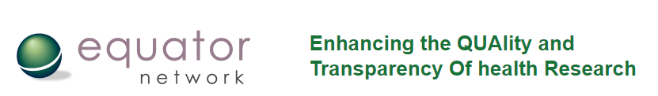 equator
network
Enhancing the QUAlity and
Transparency Of health Research